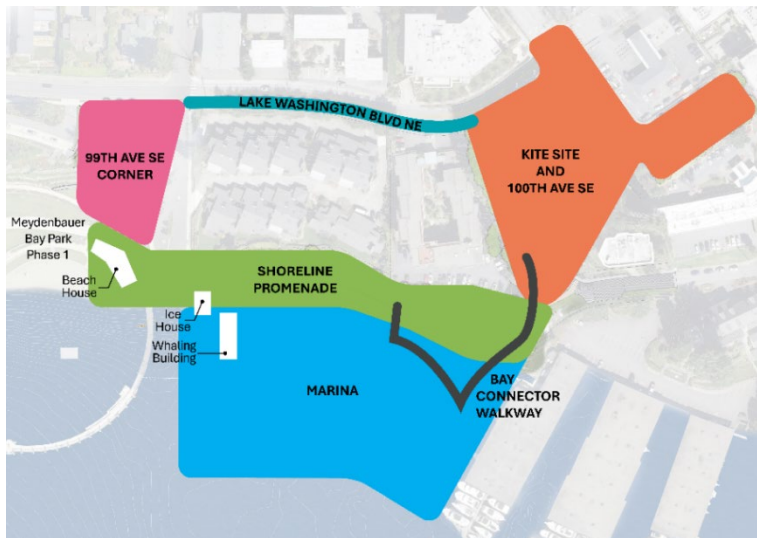 LAKE WASHINGTON BLVD NE
99TH AVE SE
CORNER
KITE SITE
AND
100TH AVE SE
Meydenbauer
Bay Park
Phase 1
Beach
House
SHORELINE
PROMENADE
Ice
House
Whaling
Building
MARINA
BAY
CONNECTOR
WALKWAY